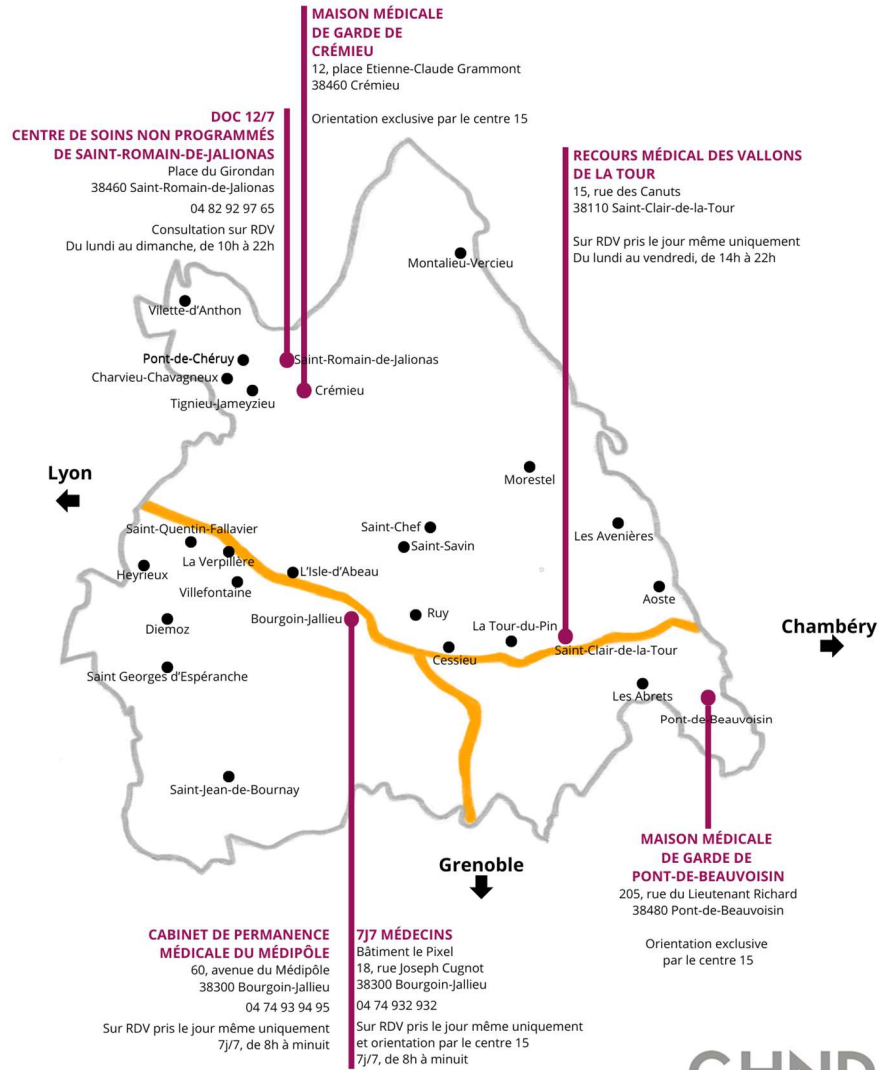 MAISON MÉDICALE
DE GARDE DE
CRÉMIEU
12, place Etienne-Claude Grammont
38460 Crémieu
Orientation exclusive par le centre 15
DOC 12/7
CENTRE DE SOINS NON PROGRAMMÉS
DE SAINT-ROMAIN-DE-JALIONAS
Place du Girondan
38460 Saint-Romain-de-Jalionas
04 82 92 97 65
Consultation sur RDV
Du lundi au dimanche, de 10h à 22h
RECOURS MÉDICAL DES VALLONS
DE LA TOUR
15, rue des Canuts
38110 Saint-Clair-de-la-Tour
Sur RDV pris le jour même uniquement
Du lundi au vendredi, de 14h à 22h
Montalieu-Vercieu
Vilette-d'Anthon
Pont-de-Chéruy
Saint-Romain-de-Jalionas
Charvieu-Chavagneux
Crémieu
Tignieu-Jameyzieu
Lyon
Morestel
Saint-Quentin-Fallavier
Saint-Chef
Les Avenières
Saint-Savin
La Verpilière
Heyrieux
L'Isle-d'Abeau
Villefontaine
Aoste
Bourgoin-Jallieu
Ruy
La Tour-du-Pin
Chambéry
Diemoz
Saint-Clair-de-la-Tour
Cessieu
Saint Georges d'Espéranche
Les Abrets
Pont-de-Beauvoisin
Saint-Jean-de-Bournay
Grenoble
MAISON MÉDICALE
DE GARDE DE
PONT-DE-BEAUVOISIN
205, rue du Lieutenant Richard
38480 Pont-de-Beauvoisin
Orientation exclusive
par le centre 15
CABINET DE PERMANENCE
MÉDICALE DU MÉDIPÔLE
60, avenue du Médipôle
38300 Bourgoin-Jallieu
04 74 93 94 95
Sur RDV pris le jour même uniquement
7j/7, de 8h à minuit
7J7 MÉDECINS
Bâtiment le Pixel
18, rue Joseph Cugnot
38300 Bourgoin-Jallieu
04 74 932 932
Sur RDV pris le jour même uniquement
et orientation par le centre 15
7j/7, de 8h à minuit